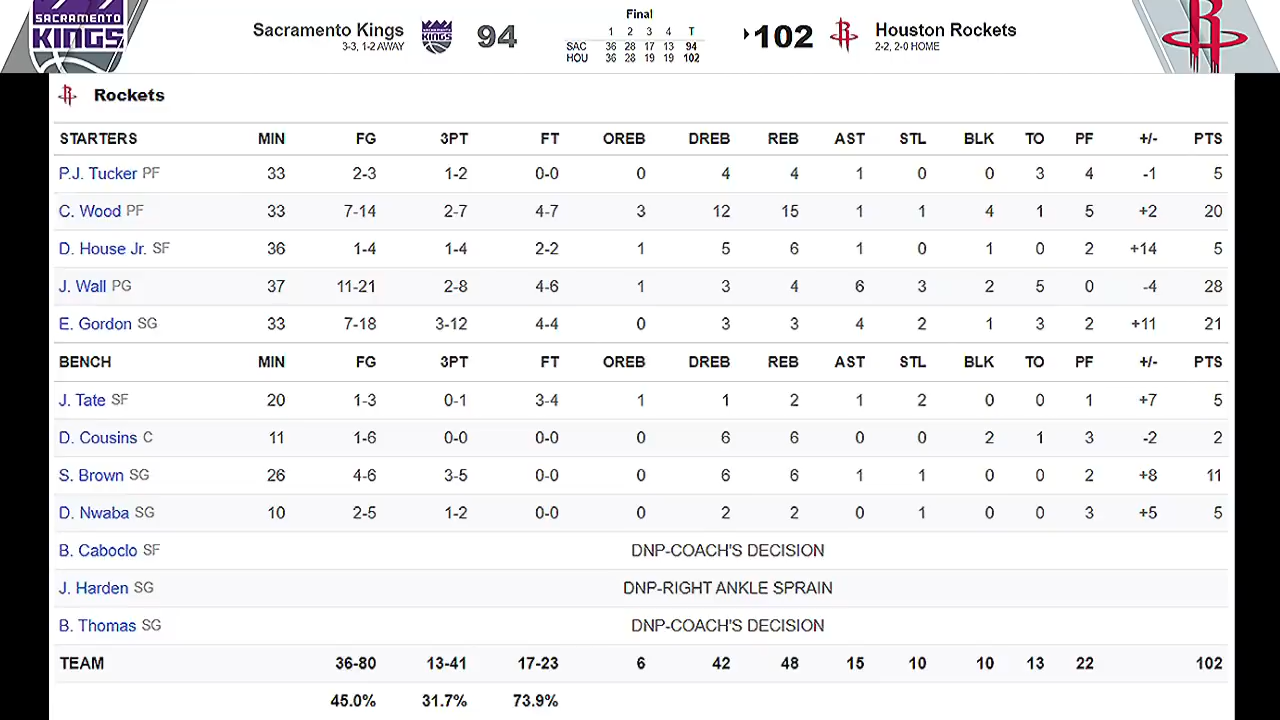 SACRAMENTO
KINGS
Sacramento Kings
3-3, 1-2 AWAY
KINGS
94
Final
1 2 3 4 T
SAC 36 28 17 13 94
HOU 36 28 19 19 102
102
Houston Rockets
2-2, 2-0 HOME
Rockets
STARTERS MIN FG 3PT FT OREB DREB REB AST STL BLK TO PF +/- PTS
P.J. Tucker PF 33 2-3 1-2 0-0 0 4 4 1 0 0 3 4 -1 5
C. Wood PF 33 7-14 2-7 4-7 3 12 15 1 1 4 1 5 +2 20
D. House Jr. SF 36 1-4 1-4 2-2 1 5 6 1 0 1 0 2 +14 5
J. Wall PG 37 11-21 2-8 4-6 1 3 4 6 3 2 5 0 -4 28
E. Gordon SG 33 7-18 3-12 4-4 0 3 3 4 2 1 3 2 +11 21
BENCH MIN FG 3PT FT OREB DREB REB AST STL BLK TO PF +/- PTS
J. Tate SF 20 1-3 0-1 3-4 1 1 2 1 2 0 0 1 +7 5
D. Cousins C 11 1-6 0-0 0-0 0 6 6 0 0 2 1 3 -2 2
S. Brown SG 26 4-6 3-5 0-0 0 6 6 1 1 0 0 2 +8 11
D. Nwaba SG 10 2-5 1-2 0-0 0 2 2 0 1 0 0 3 +5 5
B. Caboclo SF DNP-COACH'S DECISION
J. Harden SG DNP-RIGHT ANKLE SPRAIN
B. Thomas SG DNP-COACH'S DECISION
TEAM 36-80 13-41 17-23 6 42 48 15 10 10 13 22 102
45.0% 31.7% 73.9%